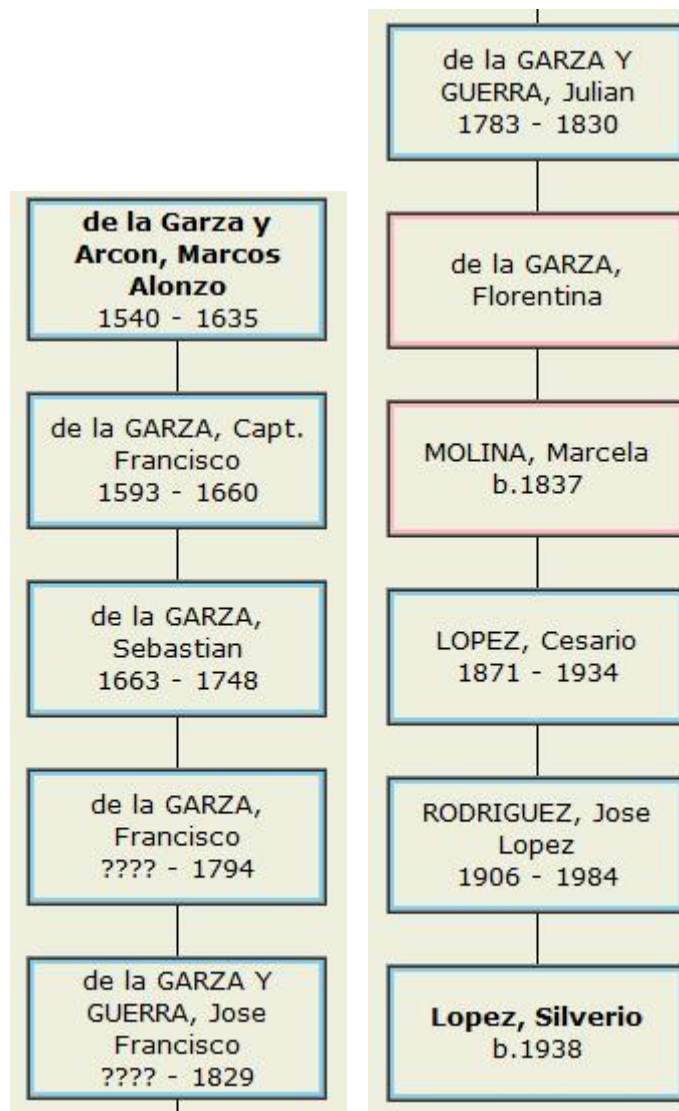 de la Garza y
Arcon, Marcos
Alonzo
1540 - 1635
de la GARZA, Capt.
Francisco
1593 - 1660
de la GARZA,
Sebastian
1663 - 1748
de la GARZA,
Francisco
???? - 1794
de la GARZA Y
GUERRA, Jose
Francisco
???? - 1829
de la GARZA Y
GUERRA, Julian
1783 - 1830
de la GARZA,
Florentina
MOLINA, Marcela
b.1837
LOPEZ, Cesario
1871 - 1934
RODRIGUEZ, Jose
Lopez
1906 - 1984
Lopez, Silverio
b.1938